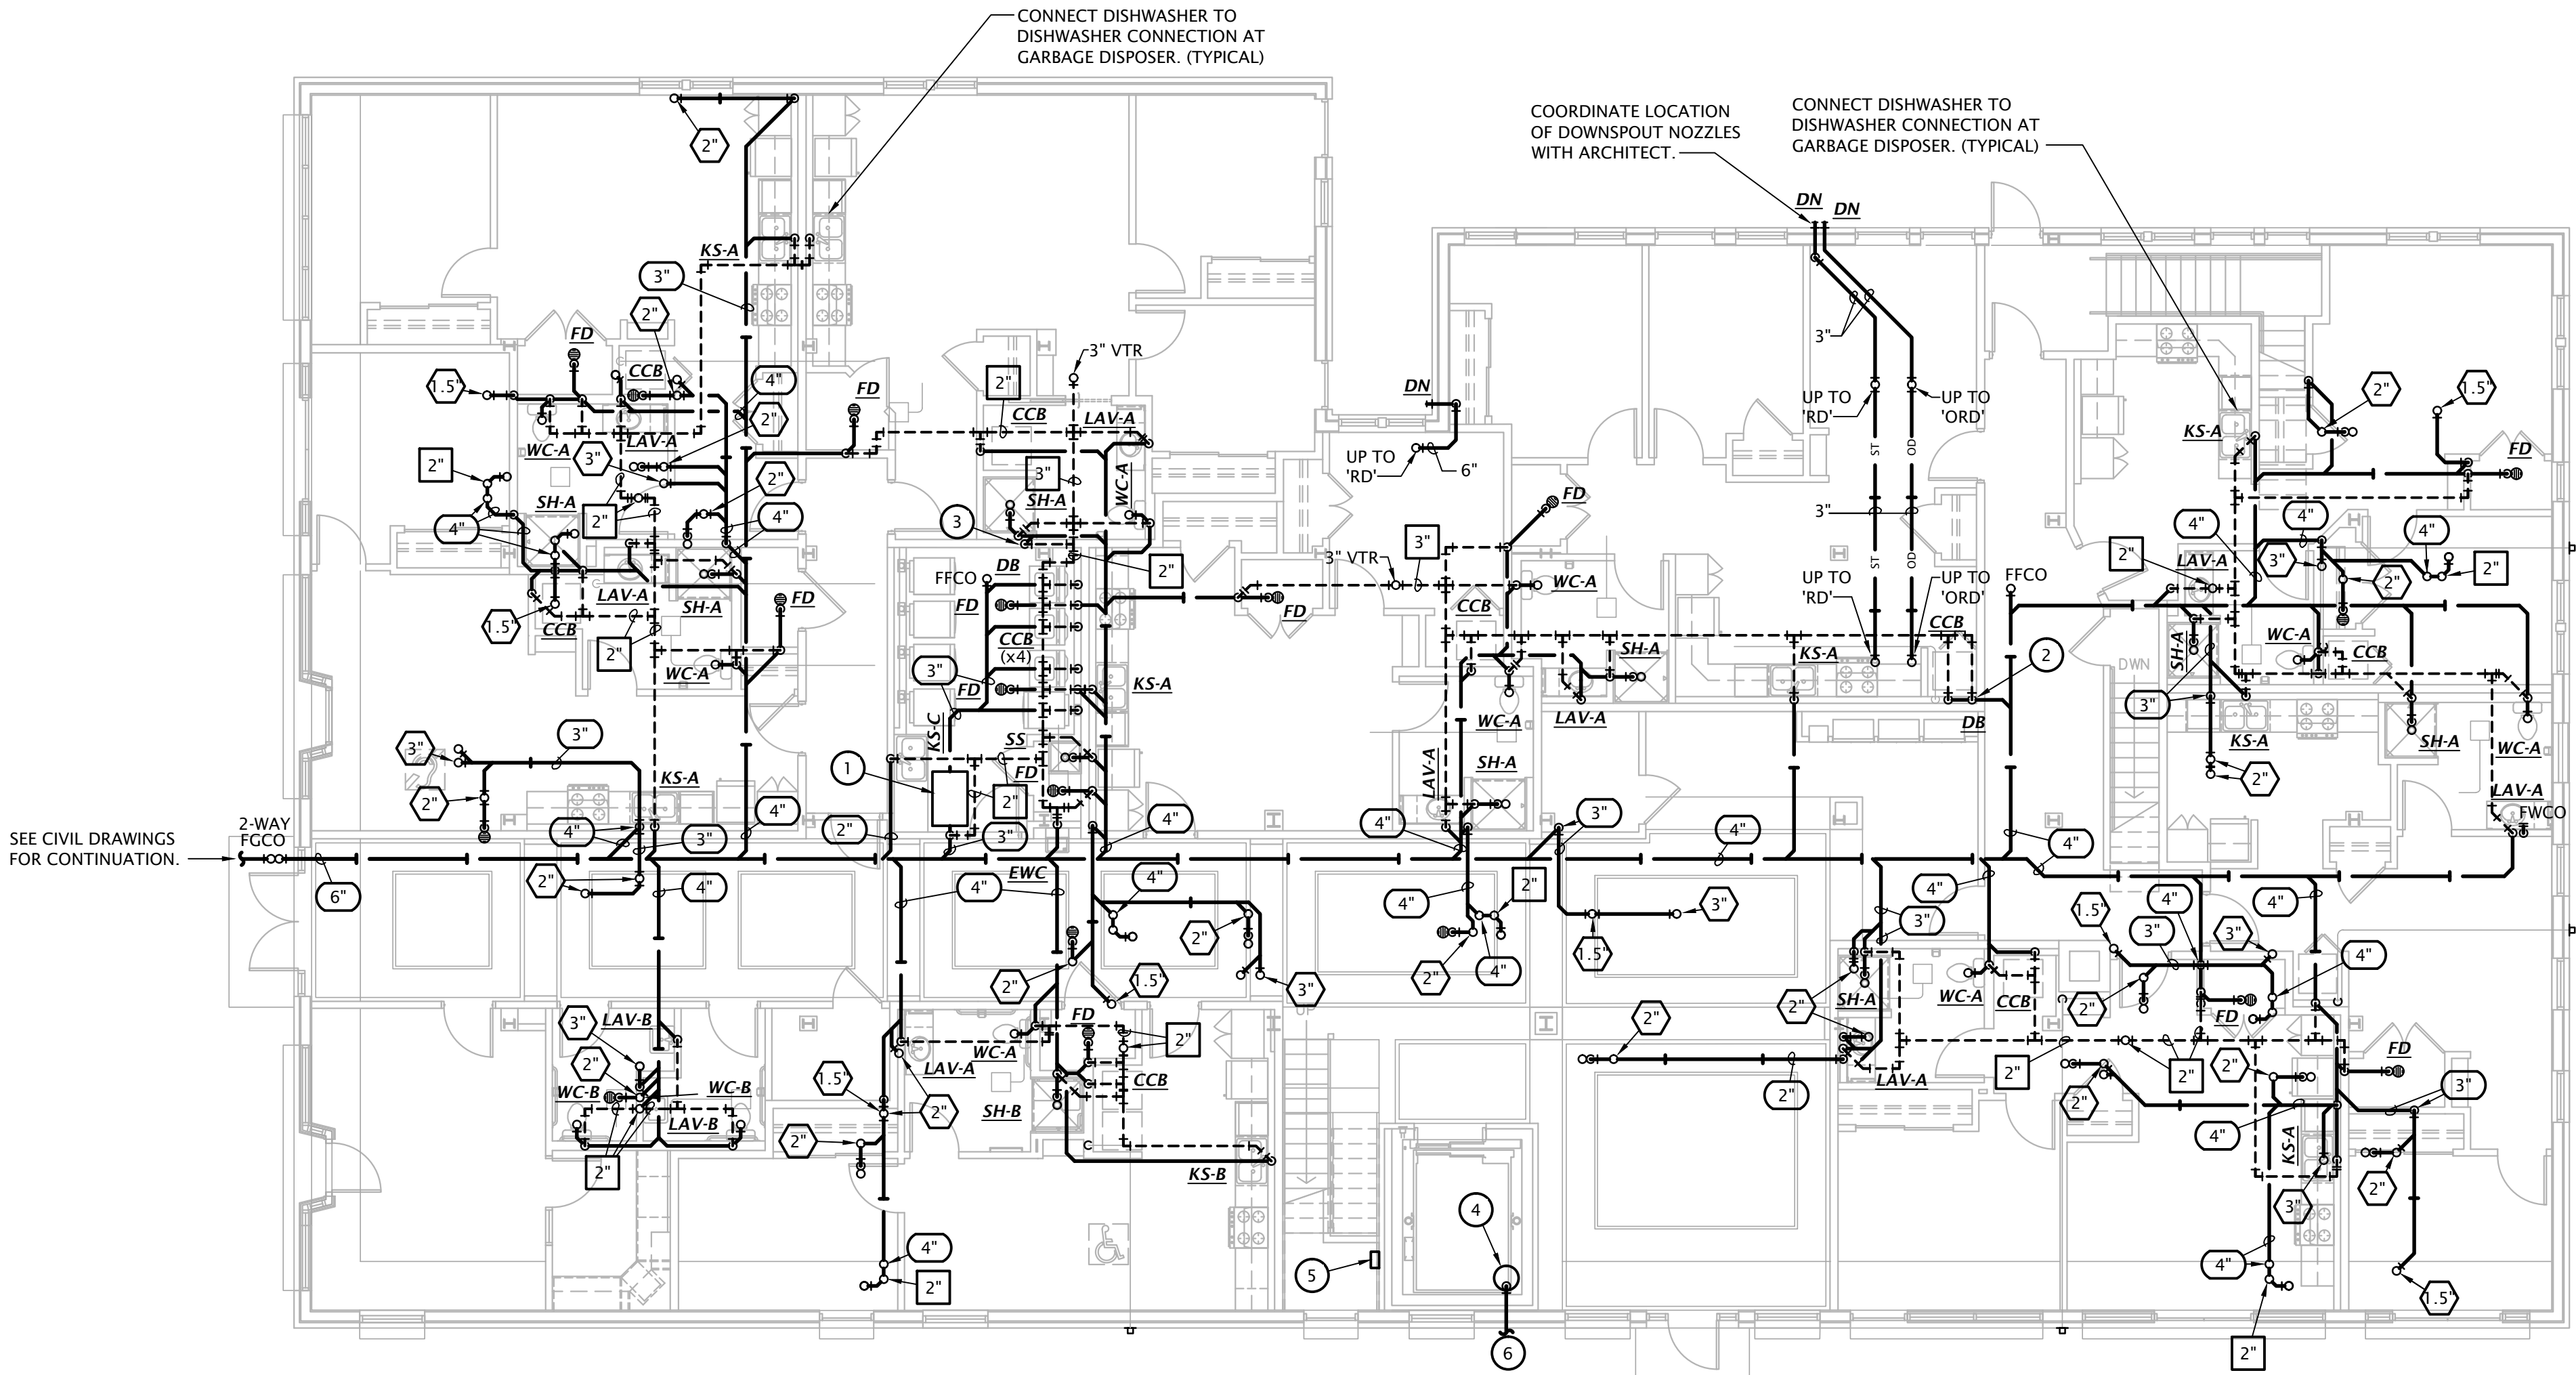 CONNECT DISHWASHER TO
DISHWASHER CONNECTION AT
GARBAGE DISPOSER. (TYPICAL)
COORDINATE LOCATION
OF DOWNSPOUT NOZZLES
WITH ARCHITECT.
CONNECT DISHWASHER TO
DISHWASHER CONNECTION AT
GARBAGE DISPOSER. (TYPICAL)
2"
DN
DN
KS-A
3"
2"
3"
FD
3" VTR
CCB
4"
2"
FD
1.5"
DN
UP TO
'RD'
UP TO
'ORD'
2"
1.5"
CCB
LAV-A
2"
LAV-A
WC-A
3"
KS-A
FD
2"
UP TO
'RD'
6"
ST
OD
3"
WC-A
2"
SH-A
SH-A
FD
2"
4"
3"
3"
4"
4"
4"
4"
3
3"
2"
DB
2"
3" VTR
WC-A
UP TO
'RD'
UP TO
'ORD'
FFCO
LAV-A
3"
2"
2"
FFCO
FD
FD
FD
CCB
ST
OD
LAV-A
SH-A
1.5"
CCB
CCB
(x4)
CCB
WC-A
2"
SH-A
KS-A
2
SH-A
CCB
DWN
WC-A
3"
FD
KS-A
3"
KS-C
WC-A
LAV-A
DB
3"
3"
SS
KS-A
SH-A
WC-A
KS-A
1
FD
LAV-A
SH-A
2"
2"
2"
LAV-A
FWCO
SEE CIVIL DRAWINGS
FOR CONTINUATION.
2-WAY
FGCO
4"
3"
4"
2"
3"
4"
4"
3"
4"
4"
6"
2"
4"
4"
EWC
4"
4"
2"
3"
4"
4"
4"
2"
1.5"
3"
3"
3"
2"
2"
4"
1.5"
4"
2"
1.5"
3"
2"
SH-A
WC-A
CCB
2"
FD
C
C
3"
LAV-B
FD
2"
2"
2"
WC-A
2"
2"
2"
FD
2"
WC-B
WC-B
1.5"
LAV-A
CCB
2"
LAV-A
3"
LAV-B
2"
SH-B
2"
4"
KS-A
2"
2"
C
KS-B
2"
4"
3"
4"
5
4"
2"
1.5"
6
2"